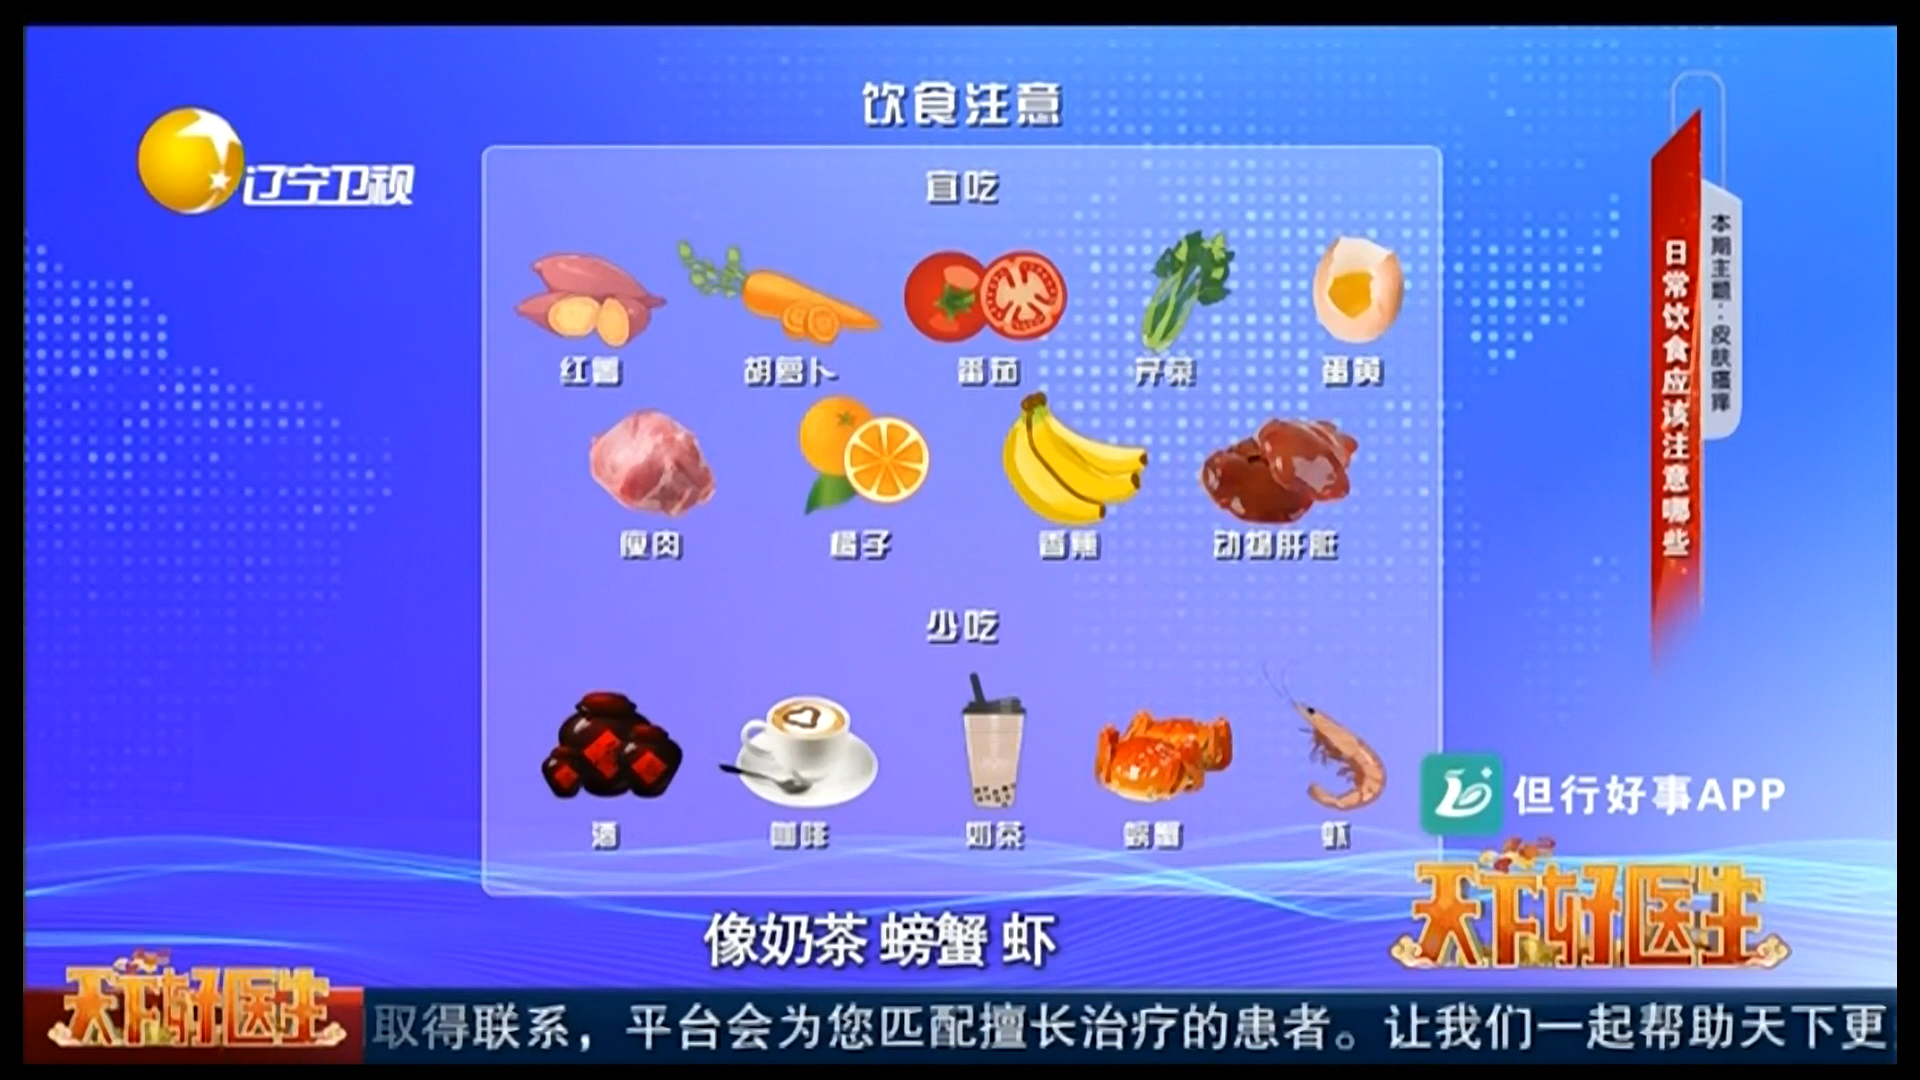 饮食注意
辽宁卫视
宜吃
红薯
胡萝卜
番茄
芹菜
蛋黄
瘦肉
橘子
香蕉
动物肝脏
少吃
酒
咖啡
奶茶
螃蟹
虾
本期主题·皮肤瘙痒
日常饮食应该注意哪些
但行好事APP
天下好医生
像奶茶 螃蟹 虾
天下好医生
取得联系，平台会为您匹配擅长治疗的患者。让我们一起帮助天下更